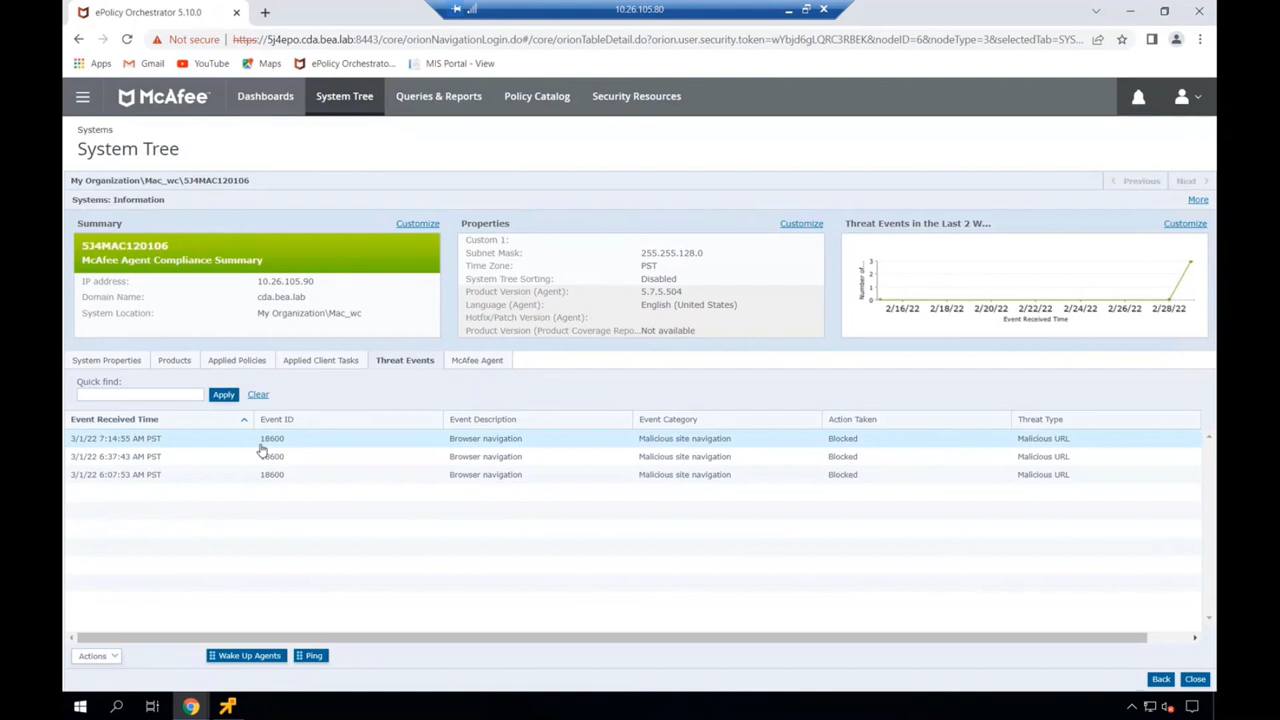 ePolicy Orchestrator 5.10.0
10.26.105.80
Not secure https://5j4epo.cda.bea.lab:8443/core/orionNavigationLogin.do#/core/orionTableDetail.do?orion.user.security.token=wYbjd6gLQRC3RBEK&nodeID=6&nodeType=3&selectedTab=SYS...
Apps Gmail YouTube Maps ePolicy Orchestrato... MIS Portal - View
McAfee Dashboards System Tree Queries & Reports Policy Catalog Security Resources
Systems
System Tree
My Organization\Mac_wc\5J4MAC120106 Previous Next
Systems: Information More
Summary Customize
5J4MAC120106
McAfee Agent Compliance Summary
IP address: 10.26.105.90
Domain Name: cda.bea.lab
System Location: My Organization\Mac_wc
Properties Customize
Custom 1:
Subnet Mask: 255.255.128.0
Time Zone: PST
System Tree Sorting: Disabled
Product Version (Agent): 5.7.5.504
Language (Agent): English (United States)
Hotfix/Patch Version (Agent):
Product Version (Product Coverage Repo... Not available
Threat Events in the Last 2 W... Customize
Number of...
3
2
1
0
2/16/22 2/18/22 2/20/22 2/22/22 2/24/22 2/26/22 2/28/22
Event Received Time
System Properties Products Applied Policies Applied Client Tasks Threat Events McAfee Agent
Quick find:
Apply Clear
Event Received Time Event ID Event Description Event Category Action Taken Threat Type
3/1/22 7:14:55 AM PST 18600 Browser navigation Malicious site navigation Blocked Malicious URL
3/1/22 6:37:43 AM PST 18600 Browser navigation Malicious site navigation Blocked Malicious URL
3/1/22 6:07:53 AM PST 18600 Browser navigation Malicious site navigation Blocked Malicious URL
Actions Wake Up Agents Ping
Back Close